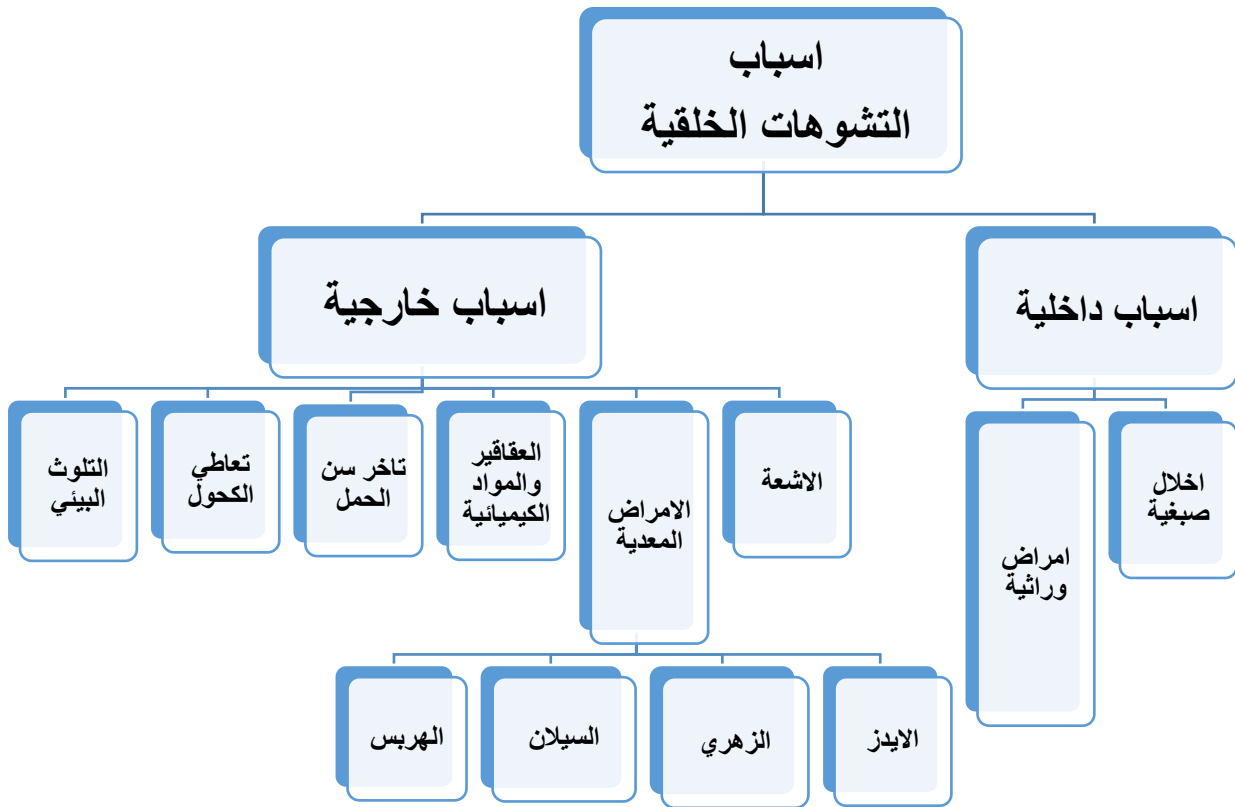 اسباب
التشوهات الخلقية
اسباب داخلية
اسباب خارجية
اخلال
صبغية
امراض
وراثية
الاشعة
الامراض
المعدية
العقاقير
والمواد
الكيميائية
تاخر سن
الحمل
تعاطي
الكحول
التلوث
البيئي
الايدز
الزهري
السيلان
الهربس